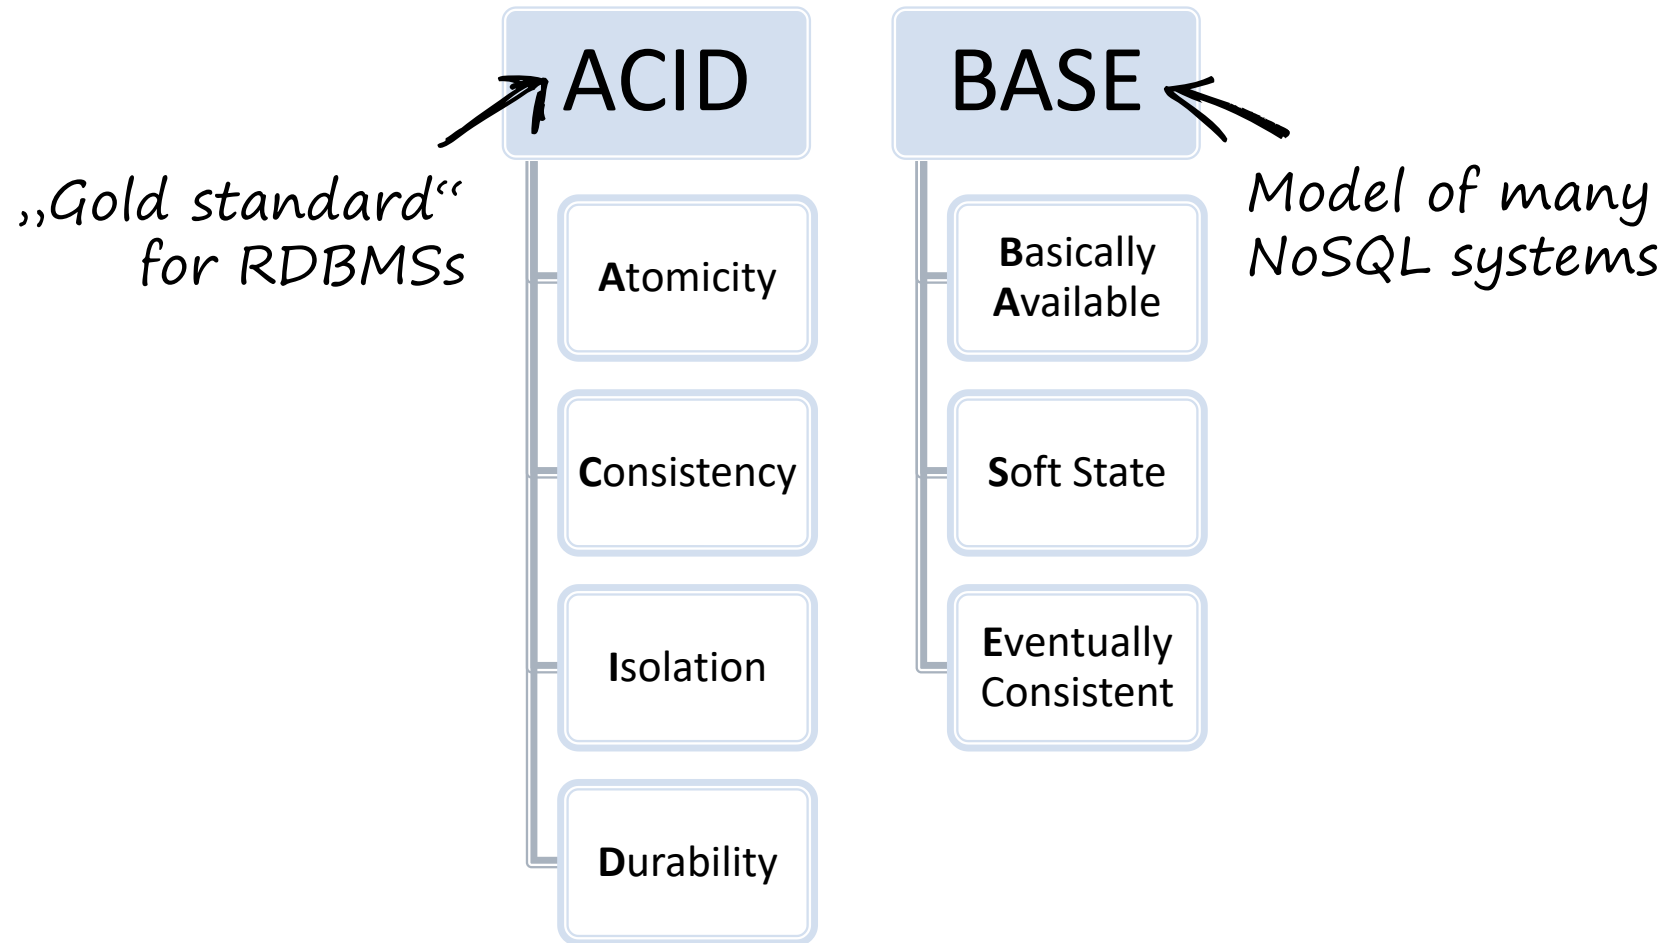 ACID
BASE
„Gold standard“
for RDBMSs
Model of many
NoSQL systems
Atomicity
Consistency
Isolation
Durability
Basically
Available
Soft State
Eventually
Consistent